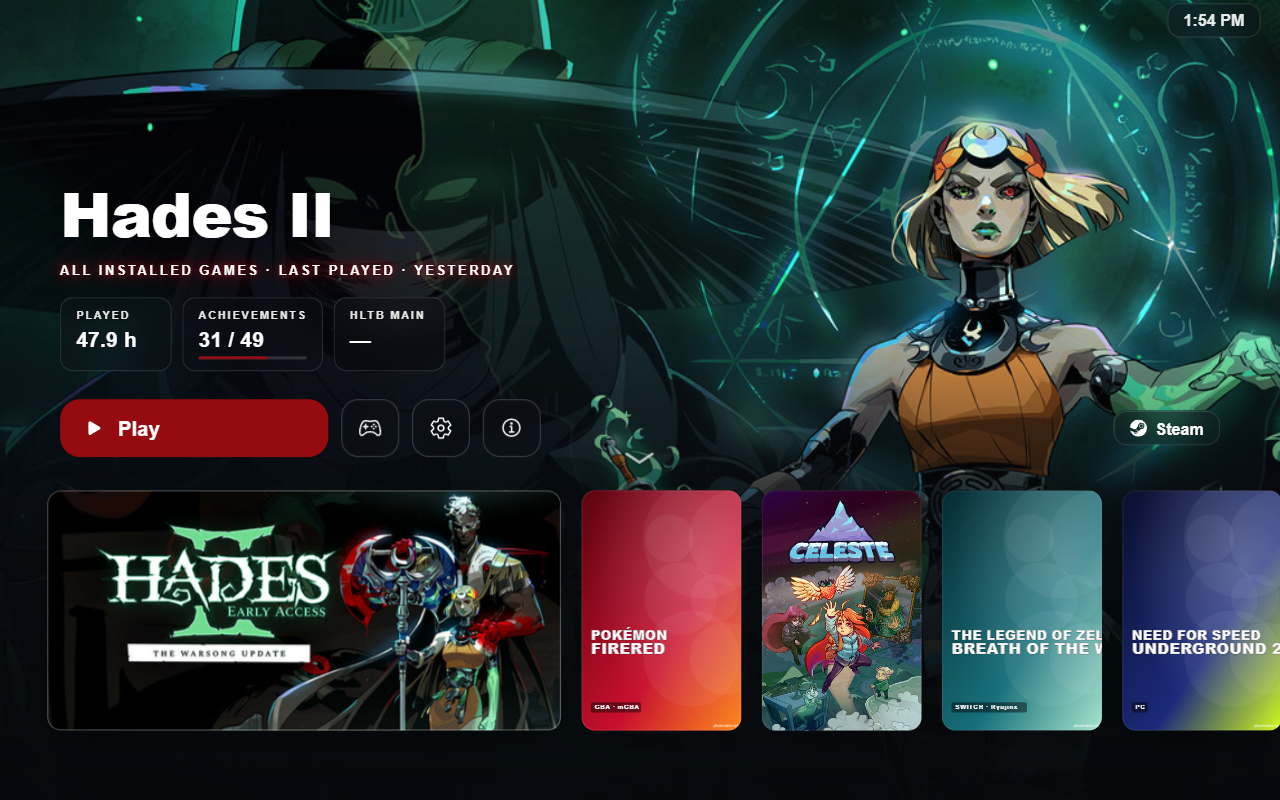 1:54 PM
Hades II
ALL INSTALLED GAMES · LAST PLAYED · YESTERDAY
PLAYED
47.9 h
ACHIEVEMENTS
31 / 49
HLTB MAIN
—
Play
Steam
HADES
II
EARLY ACCESS
THE WARSONG UPDATE
POKÉMON
FIRERED
GBA · mGBA
CELESTE
THE LEGEND OF ZEL
BREATH OF THE W
SWITCH · Ryujinx
NEED FOR SPEED
UNDERGROUND 2
PC